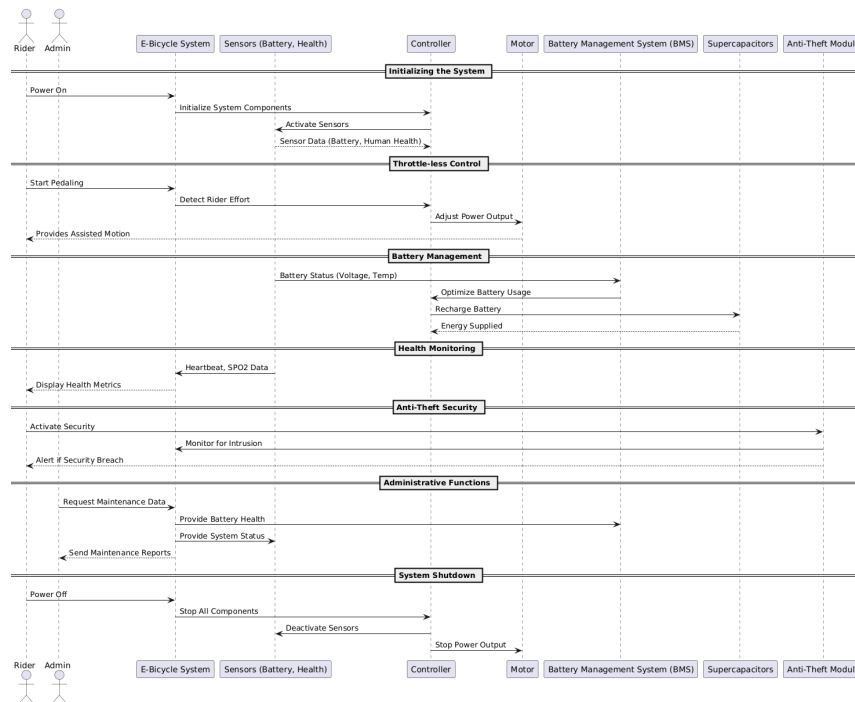 Rider Admin E-Bicycle System Sensors (Battery, Health) Controller Motor Battery Management System (BMS) Supercapacitors Anti-Theft Modul
Initializing the System
Power On
Initialize System Components
Activate Sensors
Sensor Data (Battery, Human Health)
Throttle-less Control
Start Pedaling
Detect Rider Effort
Adjust Power Output
Provides Assisted Motion
Battery Management
Battery Status (Voltage, Temp)
Optimize Battery Usage
Recharge Battery
Energy Supplied
Health Monitoring
Heartbeat, SPO2 Data
Display Health Metrics
Anti-Theft Security
Activate Security
Monitor for Intrusion
Alert if Security Breach
Administrative Functions
Request Maintenance Data
Provide Battery Health
Provide System Status
Send Maintenance Reports
System Shutdown
Power Off
Stop All Components
Deactivate Sensors
Stop Power Output
Rider Admin E-Bicycle System Sensors (Battery, Health) Controller Motor Battery Management System (BMS) Supercapacitors Anti-Theft Modul